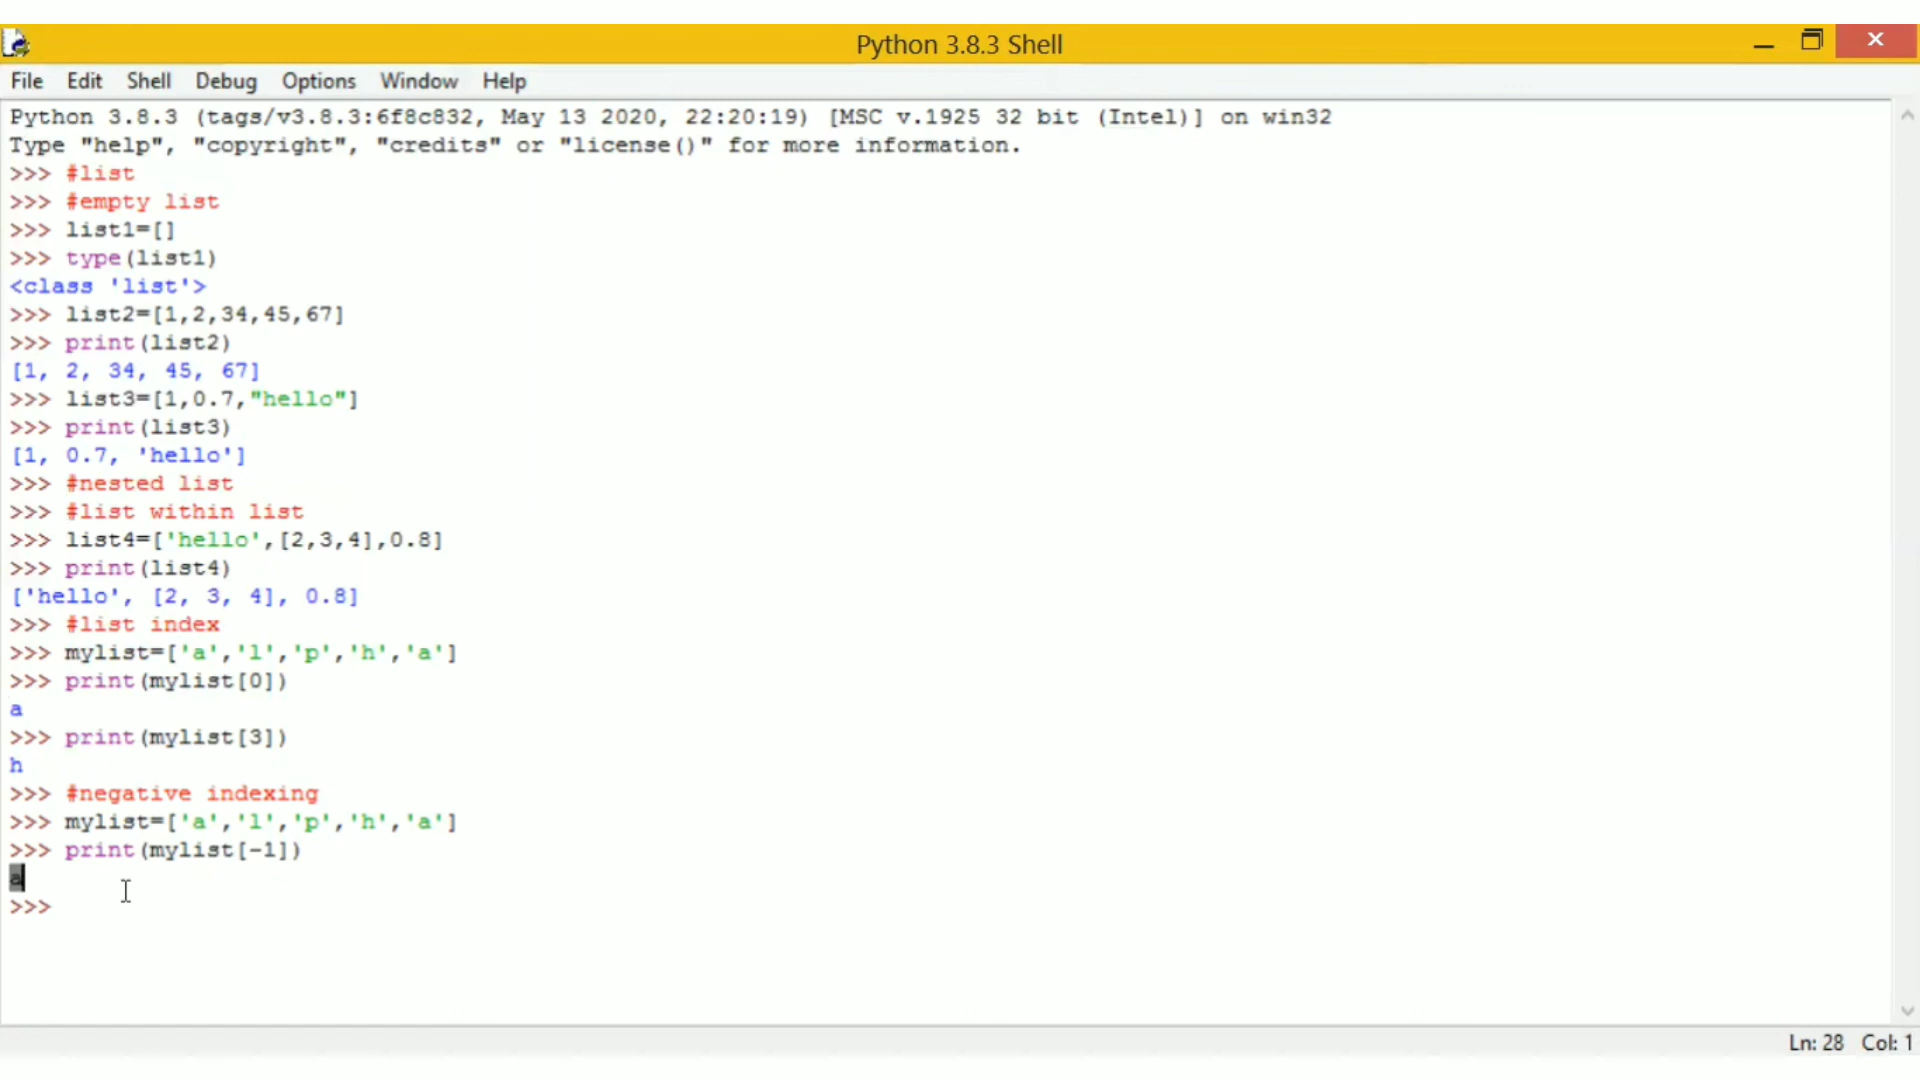 Python 3.8.3 Shell
File Edit Shell Debug Options Window Help
Python 3.8.3 (tags/v3.8.3:6f8c832, May 13 2020, 22:20:19) [MSC v.1925 32 bit (Intel)] on win32
Type "help", "copyright", "credits" or "license()" for more information.
>>> #list
>>> #empty list
>>> list1=[]
>>> type(list1)
<class 'list'>
>>> list2=[1,2,34,45,67]
>>> print(list2)
[1, 2, 34, 45, 67]
>>> list3=[1,0.7,"hello"]
>>> print(list3)
[1, 0.7, 'hello']
>>> #nested list
>>> #list within list
>>> list4=['hello',[2,3,4],0.8]
>>> print(list4)
['hello', [2, 3, 4], 0.8]
>>> #list index
>>> mylist=['a','l','p','h','a']
>>> print(mylist[0])
a
>>> print(mylist[3])
h
>>> #negative indexing
>>> mylist=['a','l','p','h','a']
>>> print(mylist[-1])
a
>>>
Ln: 28 Col: 1